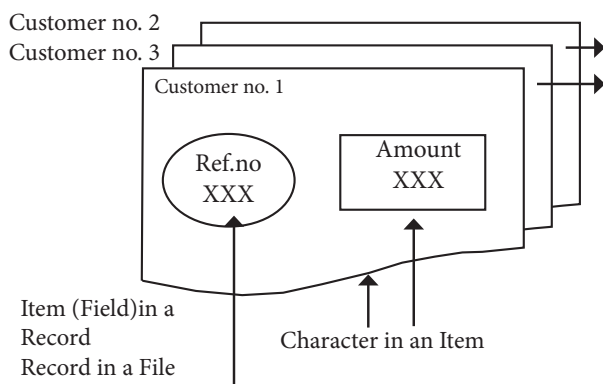 Customer no. 2
Customer no. 3
Customer no. 1
Ref.no
XXX
Amount
XXX
Item (Field)in a
Record
Record in a File
Character in an Item